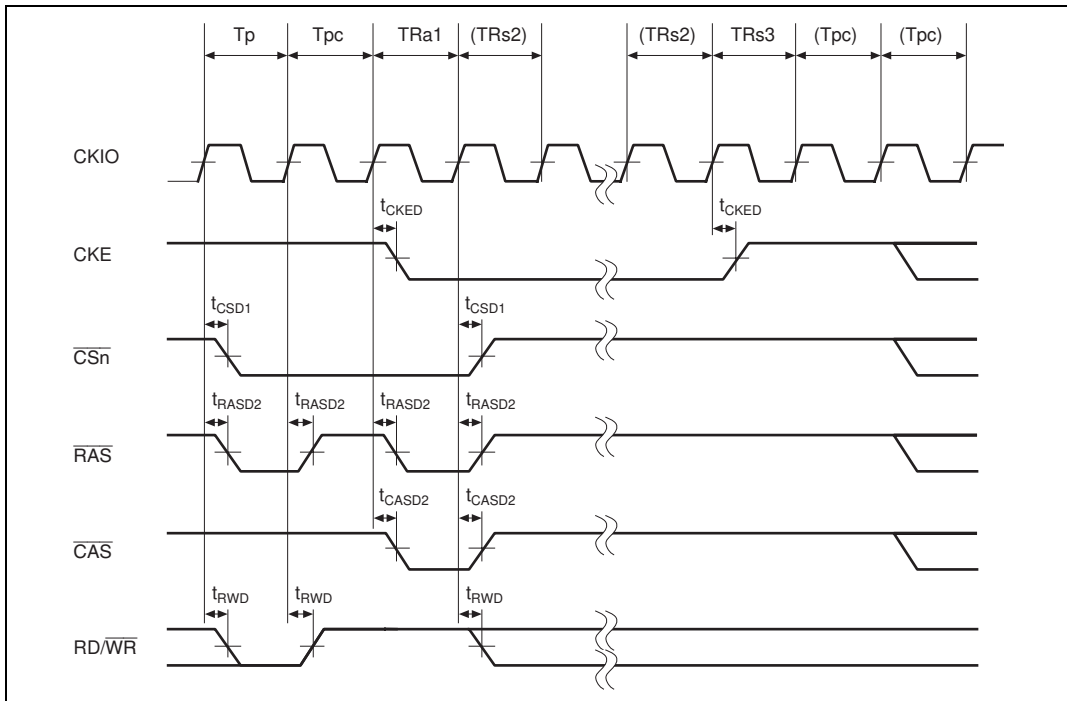 Tp Tpc TRa1 (TRs2) (TRs2) TRs3 (Tpc) (Tpc)
CKIO
tCKED tCKED
CKE
tCSD1 tCSD1
CSn
tRASD2 tRASD2 tRASD2 tRASD2
RAS
tCASD2 tCASD2
CAS
tRWD tRWD tRWD
RD/WR